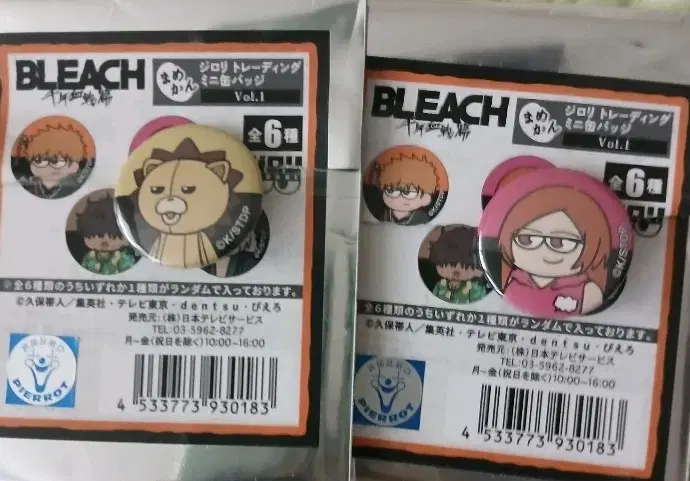 BLEACH
千年血戦篇
まめかん
ジロリ トレーディング
ミニ缶バッジ
Vol.1
全6種
©K/STOP
※全6種類のうちいずれか1種類がランダムで入っております。
©久保帯人/集英社・テレビ東京・dentsu・ぴえろ
発売元:(株)日本テレビサービス
TEL:03-5962-8277
月~金(祝日を除く)10:00~16:00
PIERROT
4 533773 930183
BLEACH
千年血戦篇
まめかん
ジロリ トレーディング
ミニ缶バッジ
Vol.1
全6種
©K/STDP
©K/STDP
※全6種類のうちいずれか1種類がランダムで入っております。
©久保帯人/集英社・テレビ東京・dentsu・ぴえろ
発売元:(株)日本テレビサービス
TEL:03-5962-8277
月~金(祝日を除く)10:00~16:00
PIERROT
4 533773 930183